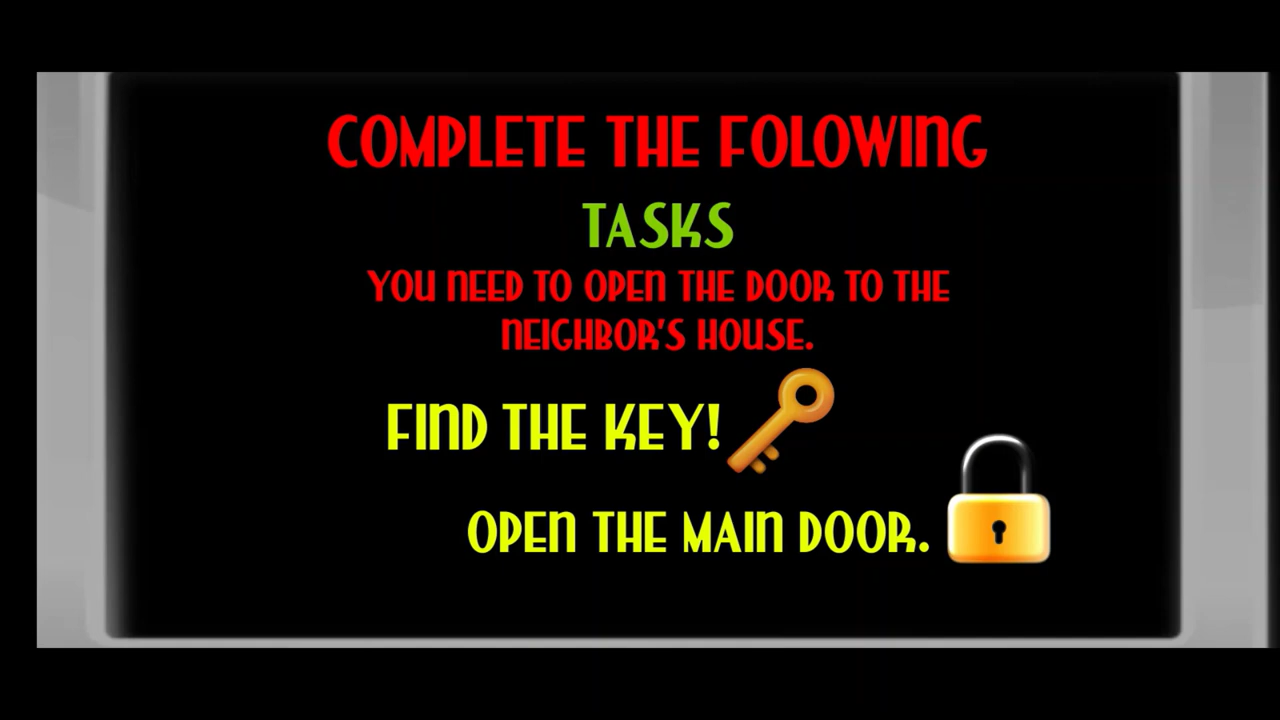 COMPLETE THE FOLOWING
TASKS
YOU NEED TO OPEN THE DOOR TO THE
NEIGHBOR'S HOUSE.
FIND THE KEY!
OPEN THE MAIN DOOR.